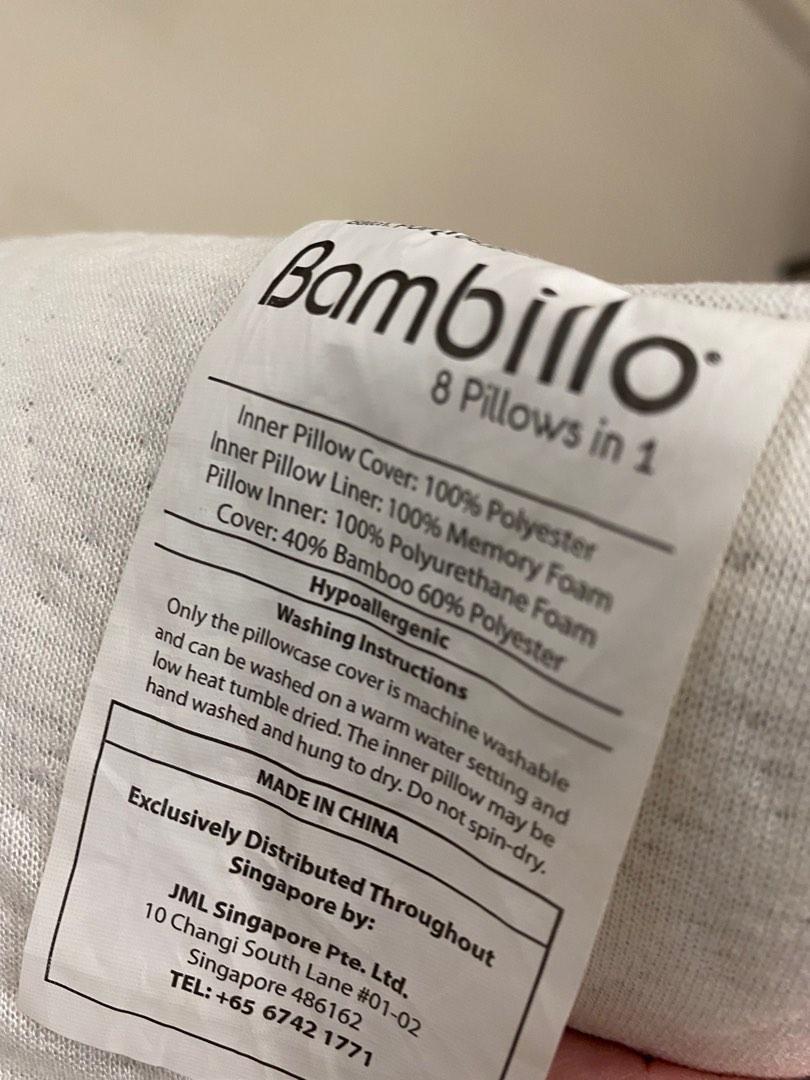 Bambillo
8 Pillows in 1
Inner Pillow Cover: 100% Polyester
Inner Pillow Liner: 100% Memory Foam
Pillow Inner: 100% Polyurethane Foam
Cover: 40% Bamboo 60% Polyester
Hypoallergenic
Washing Instructions
Only the pillowcase cover is machine washable
and can be washed on a warm water setting and
low heat tumble dried. The inner pillow may be
hand washed and hung to dry. Do not spin-dry.
MADE IN CHINA
Exclusively Distributed Throughout
Singapore by:
JML Singapore Pte. Ltd.
10 Changi South Lane #01-02
Singapore 486162
TEL: +65 6742 1771